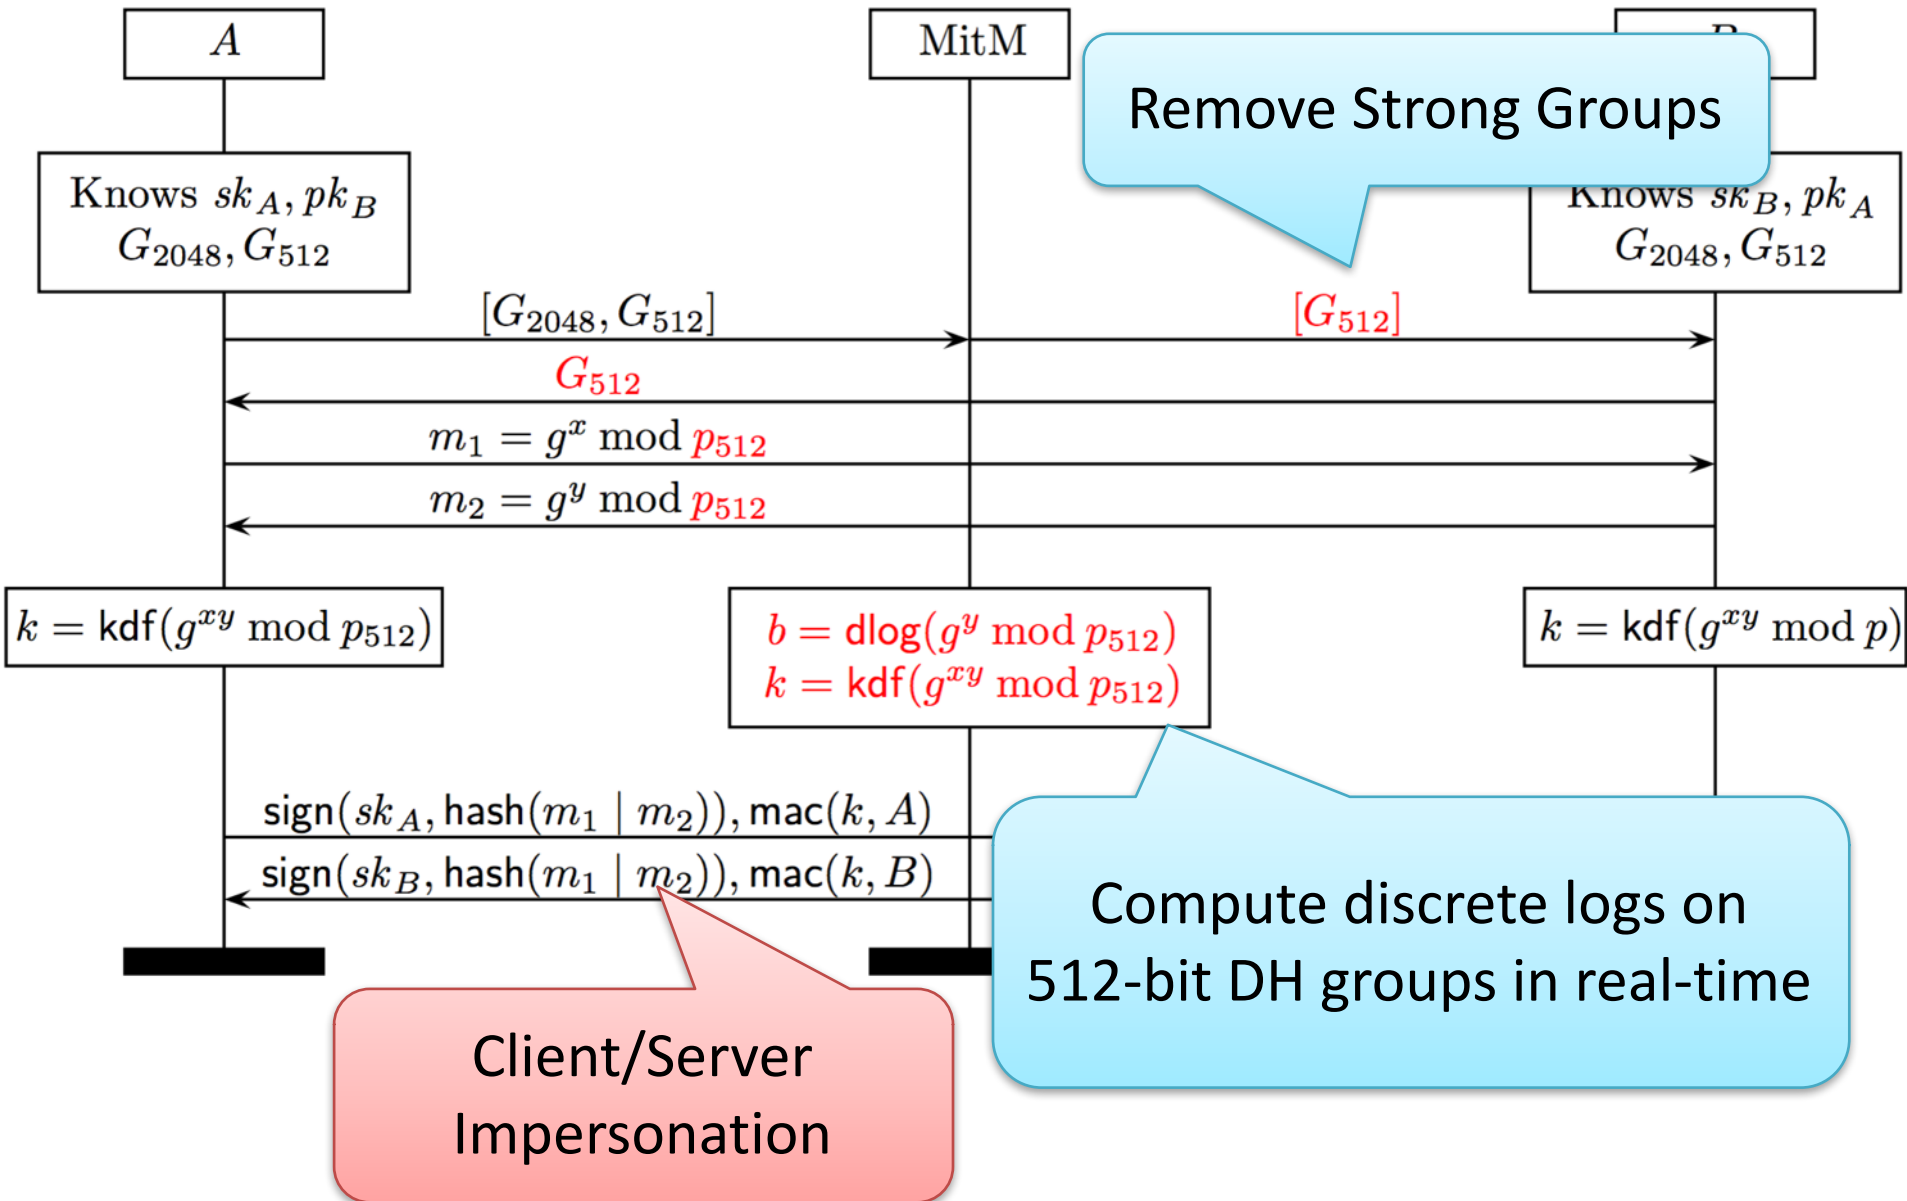 A
MitM
Remove Strong Groups
Knows sk_A, pk_B
G_2048, G_512
Knows sk_B, pk_A
G_2048, G_512
[G_2048, G_512]
[G_512]
G_512
m_1 = g^x mod p_512
m_2 = g^y mod p_512
k = kdf(g^{xy} mod p_512)
b = dlog(g^y mod p_512)
k = kdf(g^{xy} mod p_512)
k = kdf(g^{xy} mod p)
sign(sk_A, hash(m_1 | m_2)), mac(k, A)
sign(sk_B, hash(m_1 | m_2)), mac(k, B)
Compute discrete logs on
512-bit DH groups in real-time
Client/Server
Impersonation